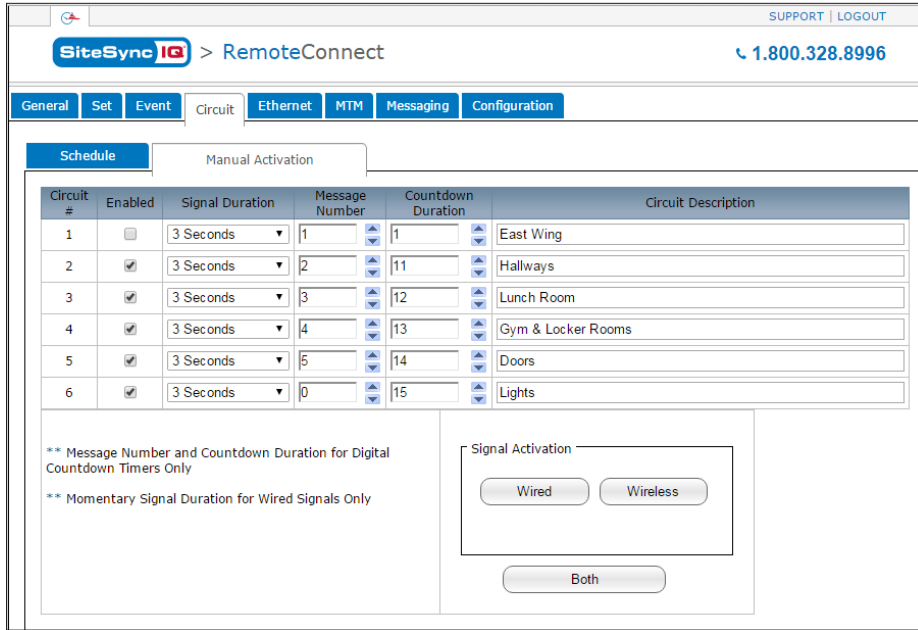 SUPPORT | LOGOUT
SiteSync IQ > RemoteConnect
1.800.328.8996
General Set Event Circuit Ethernet MTM Messaging Configuration
Schedule Manual Activation
Circuit # Enabled Signal Duration Message Number Countdown Duration Circuit Description
1 3 Seconds 1 1 East Wing
2 3 Seconds 2 11 Hallways
3 3 Seconds 3 12 Lunch Room
4 3 Seconds 4 13 Gym & Locker Rooms
5 3 Seconds 5 14 Doors
6 3 Seconds 0 15 Lights
** Message Number and Countdown Duration for Digital
Countdown Timers Only
** Momentary Signal Duration for Wired Signals Only
Signal Activation
Wired Wireless
Both